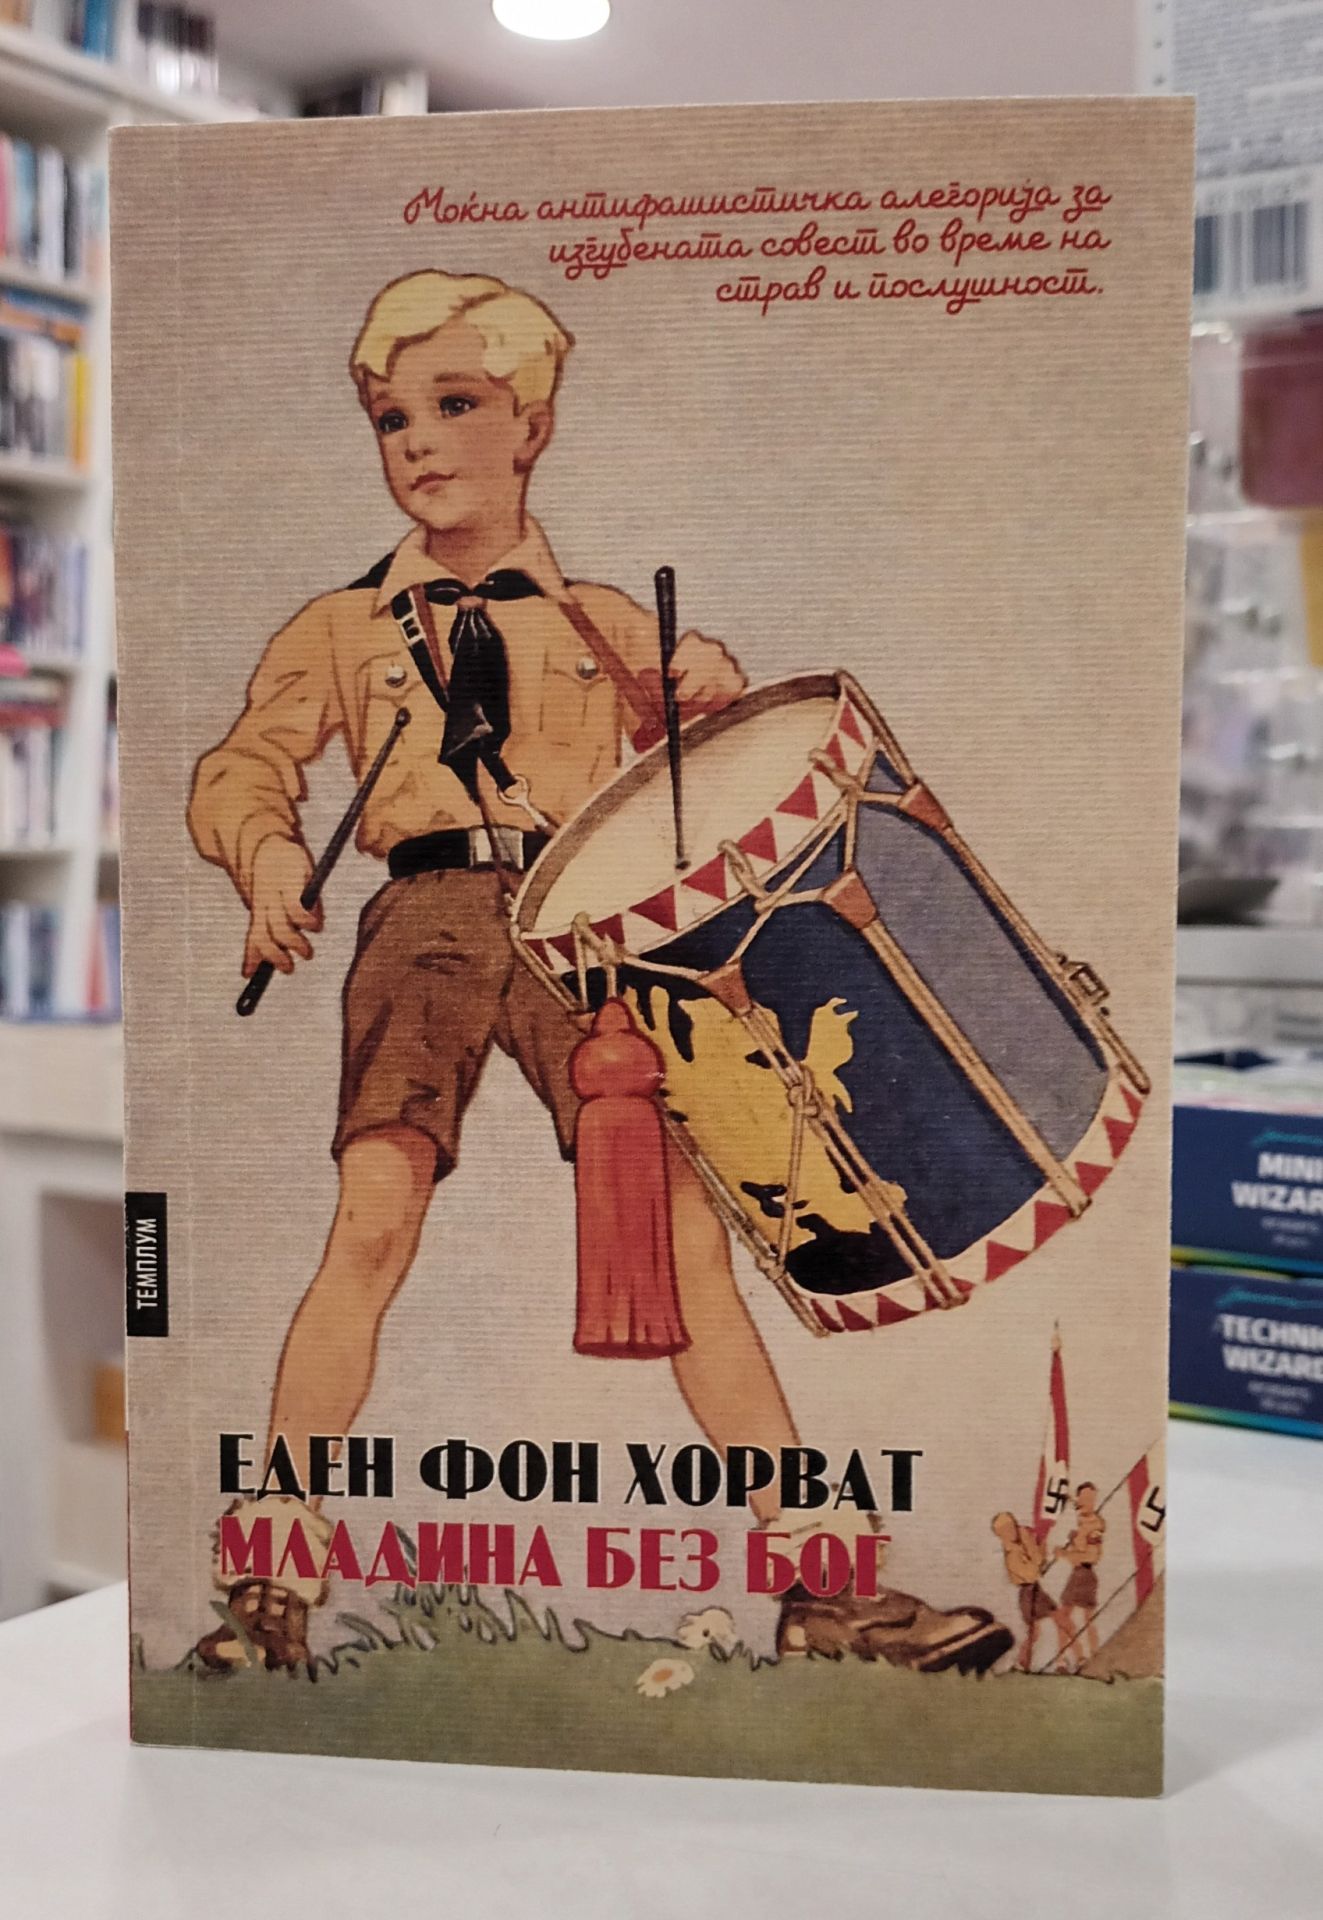 Моќна антифашистичка алегорија за
изгубената совест во време на
страв и послушност.
ТЕМПЛУМ
ЕДЕН ФОН ХОРВАТ
МЛАДИНА БЕЗ БОГ
MINI
WIZAR
TECHNI
WIZARD